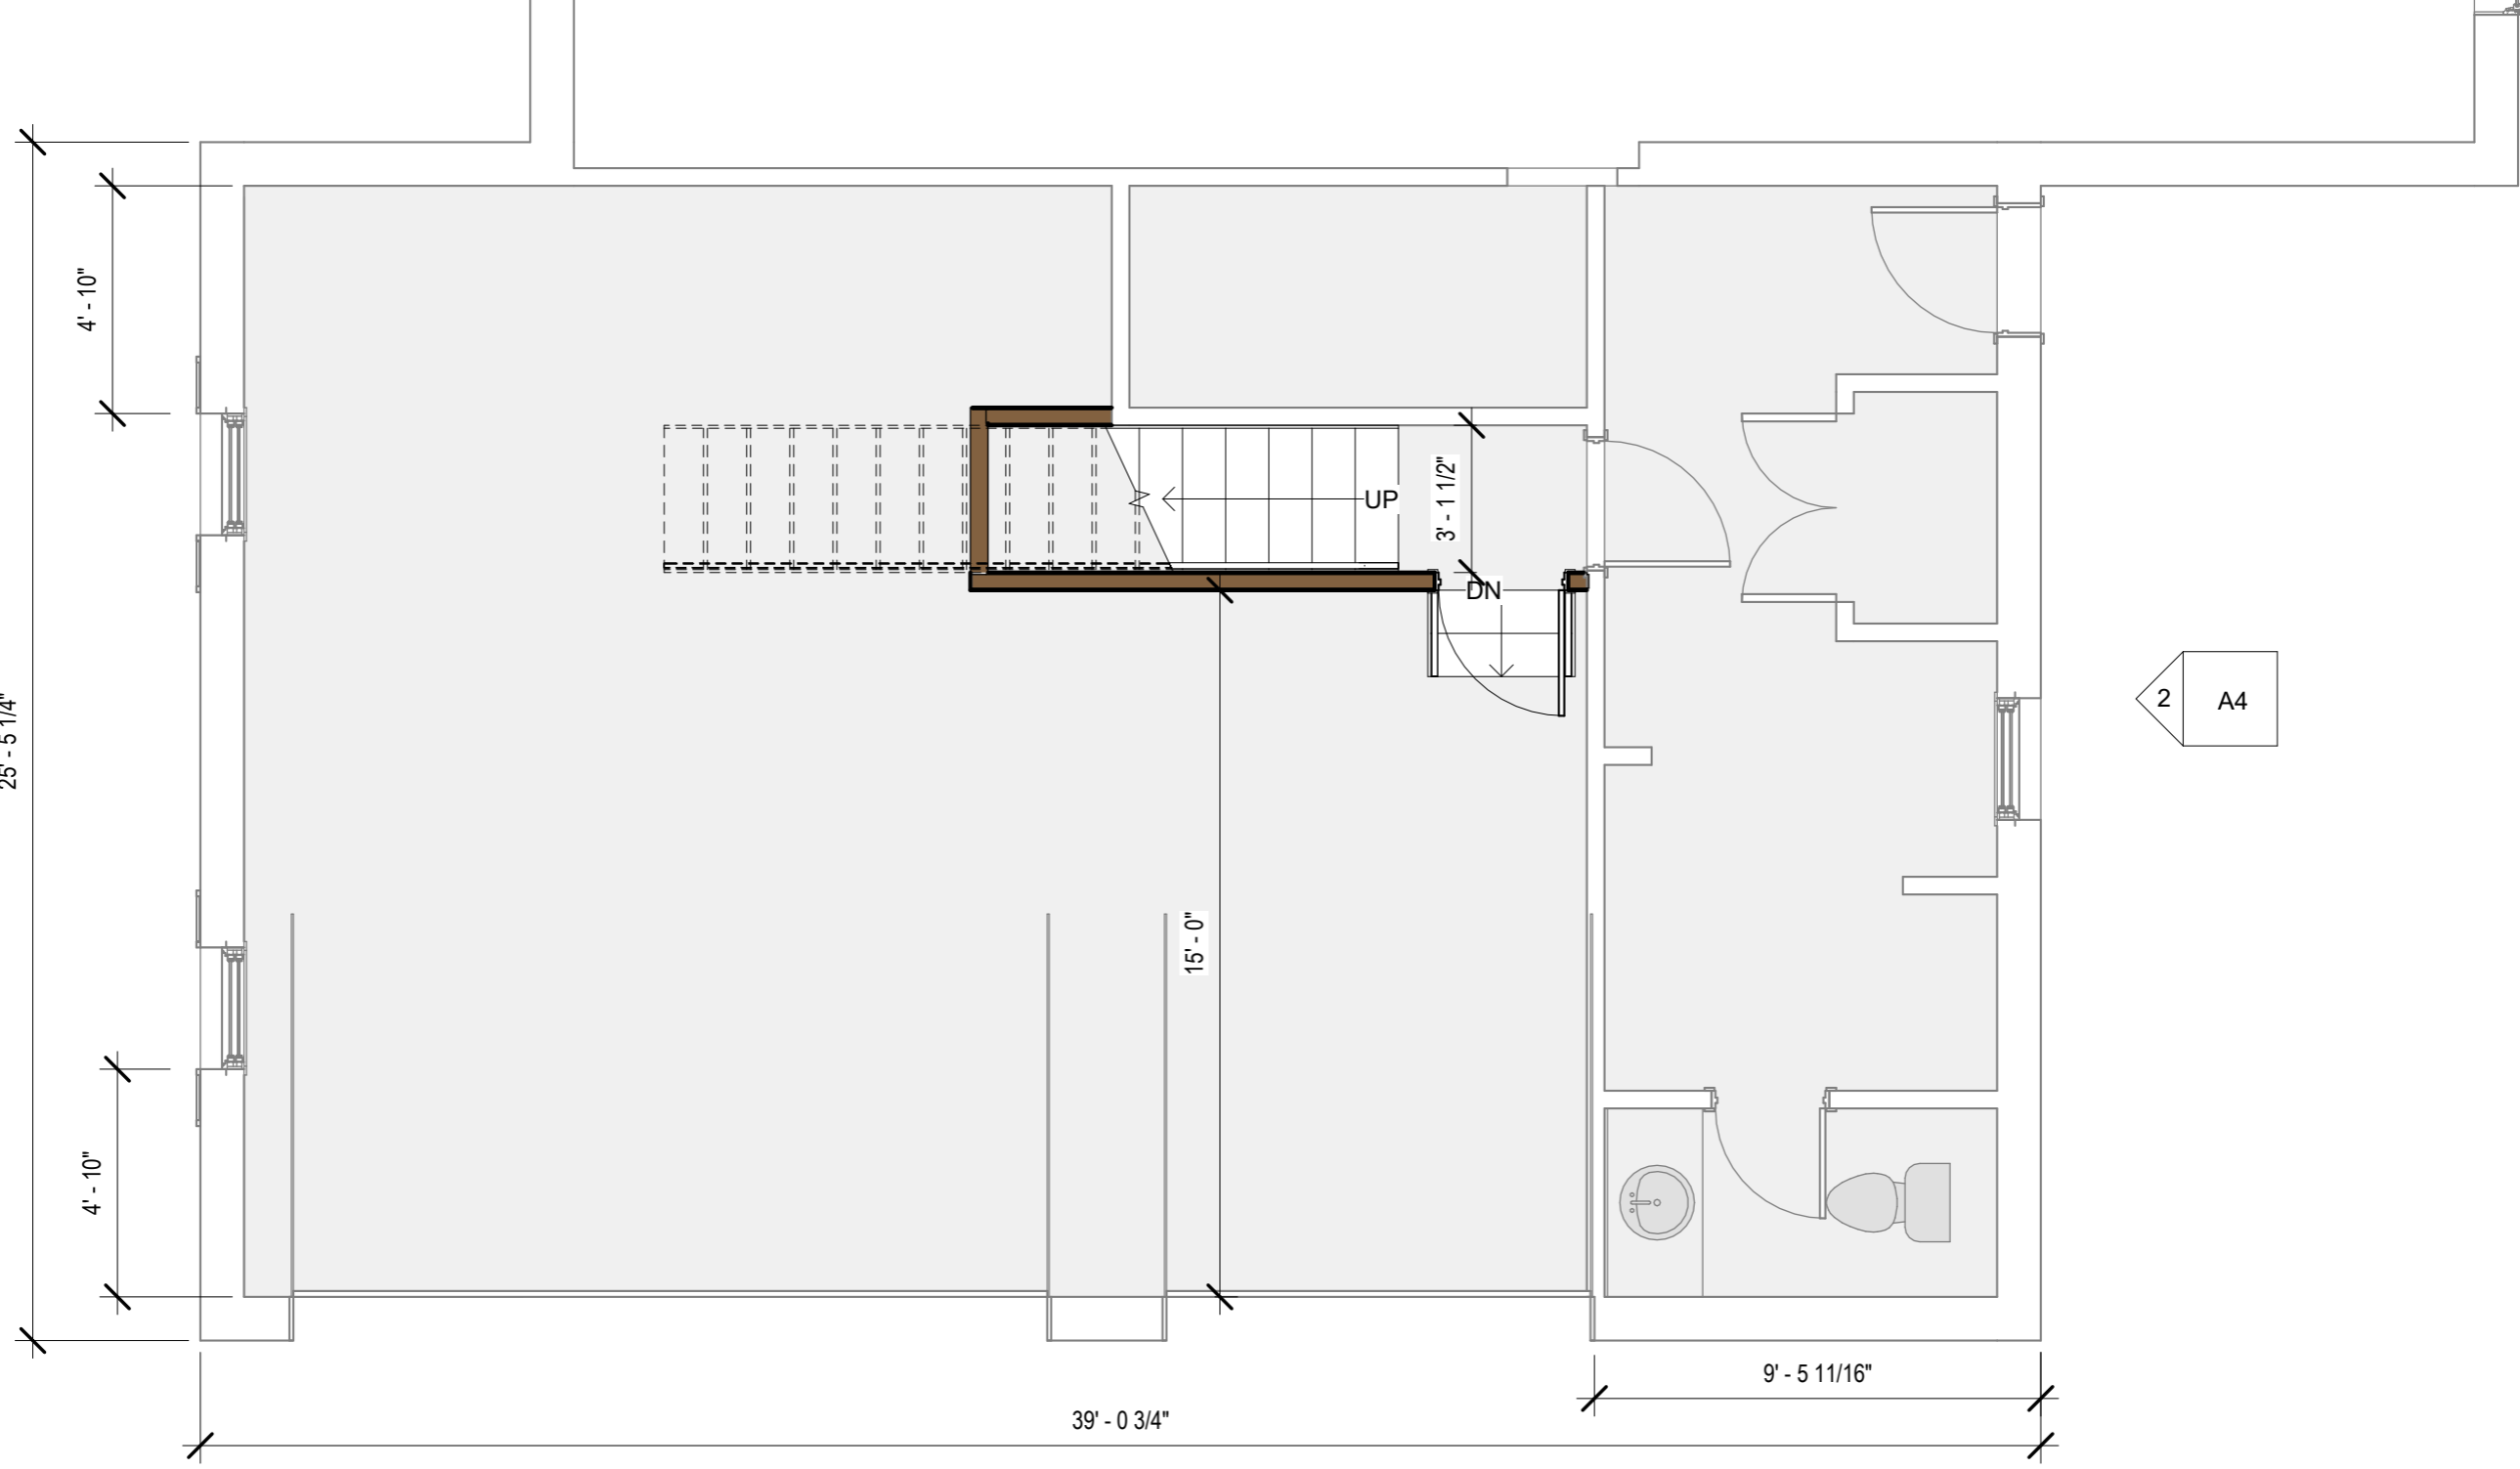 4' - 10"
UP
3' - 1 1/2"
DN
25' - 5 1/4"
2
A4
15' - 0"
4' - 10"
9' - 5 11/16"
39' - 0 3/4"